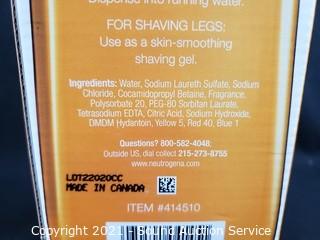 Dispense into running water.
FOR SHAVING LEGS:
Use as a skin-smoothing
shaving gel.
Ingredients: Water, Sodium Laureth Sulfate, Sodium
Chloride, Cocamidopropyl Betaine, Fragrance,
Polysorbate 20, PEG-80 Sorbitan Laurate,
Tetrasodium EDTA, Citric Acid, Sodium Hydroxide,
DMDM Hydantoin, Yellow 5, Red 40, Blue 1
Questions? 800-582-4048;
Outside US, dial collect 215-273-8755
www.neutrogena.com
LOT22020CC
MADE IN CANADA
ITEM #414510
Copyright 2021 - Sound Auction Service